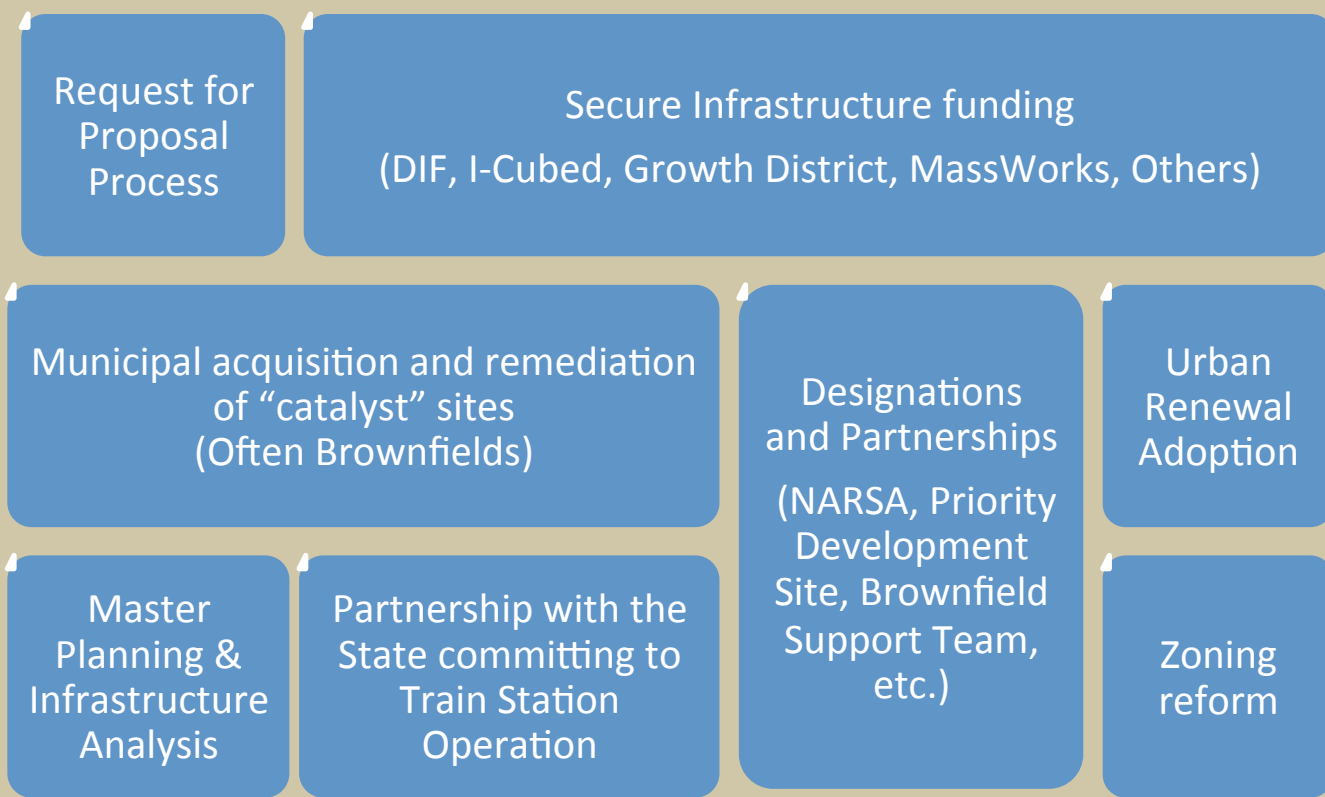 Request for
Proposal
Process
Secure Infrastructure funding
(DIF, I-Cubed, Growth District, MassWorks, Others)
Municipal acquisition and remediation
of “catalyst” sites
(Often Brownfields)
Designations
and Partnerships
(NARSA, Priority
Development
Site, Brownfield
Support Team,
etc.)
Urban
Renewal
Adoption
Master
Planning &
Infrastructure
Analysis
Partnership with the
State committing to
Train Station
Operation
Zoning
reform